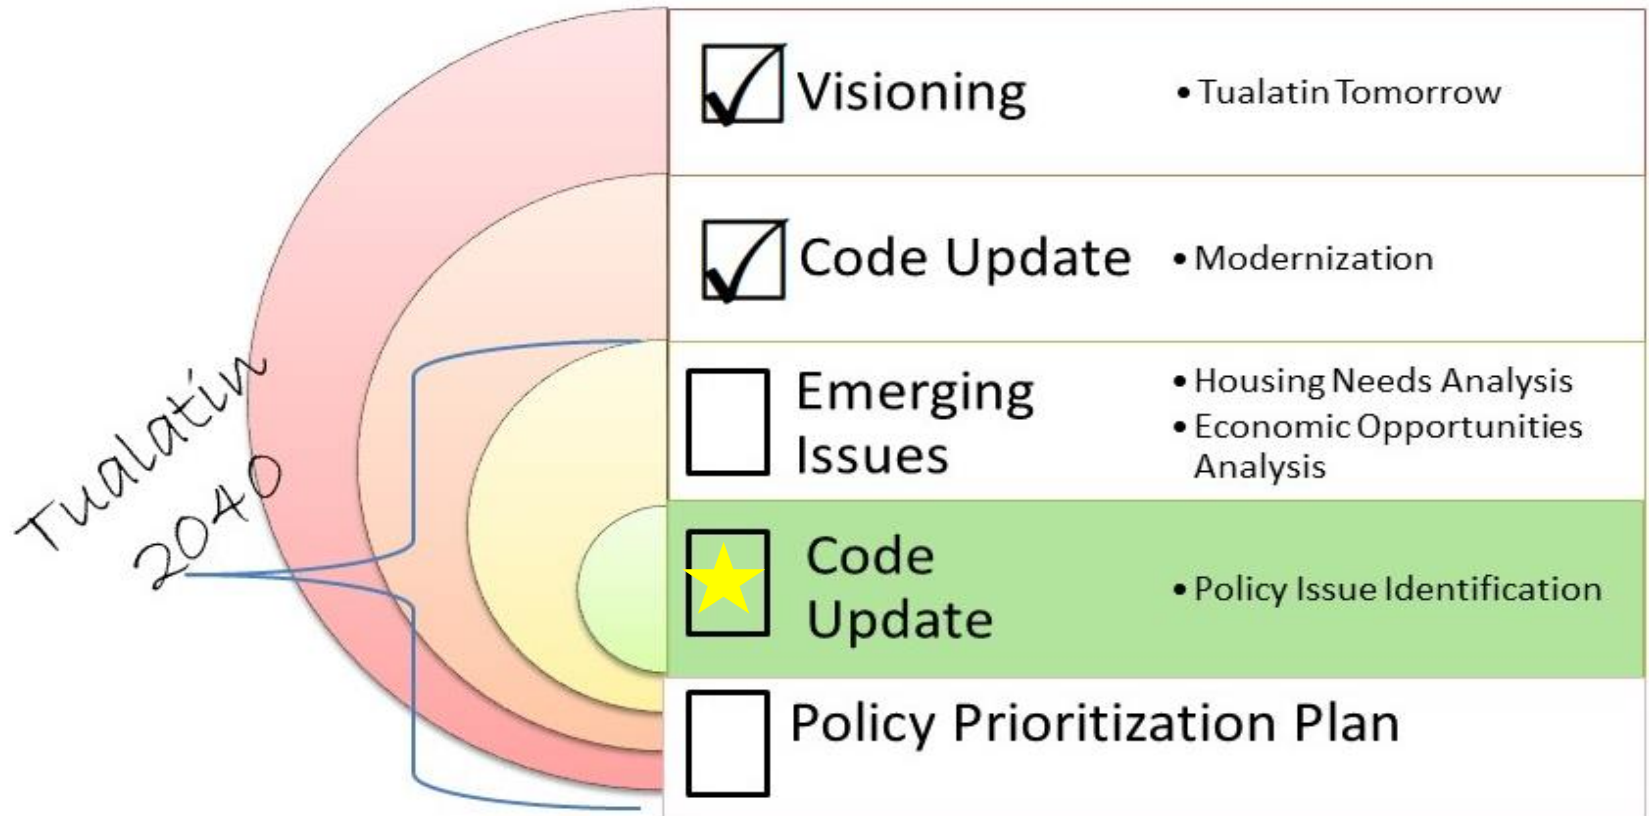 Visioning
• Tualatin Tomorrow
Code Update
• Modernization
Emerging
Issues
• Housing Needs Analysis
• Economic Opportunities
Analysis
Tualatin
2040
Code
Update
• Policy Issue Identification
Policy Prioritization Plan